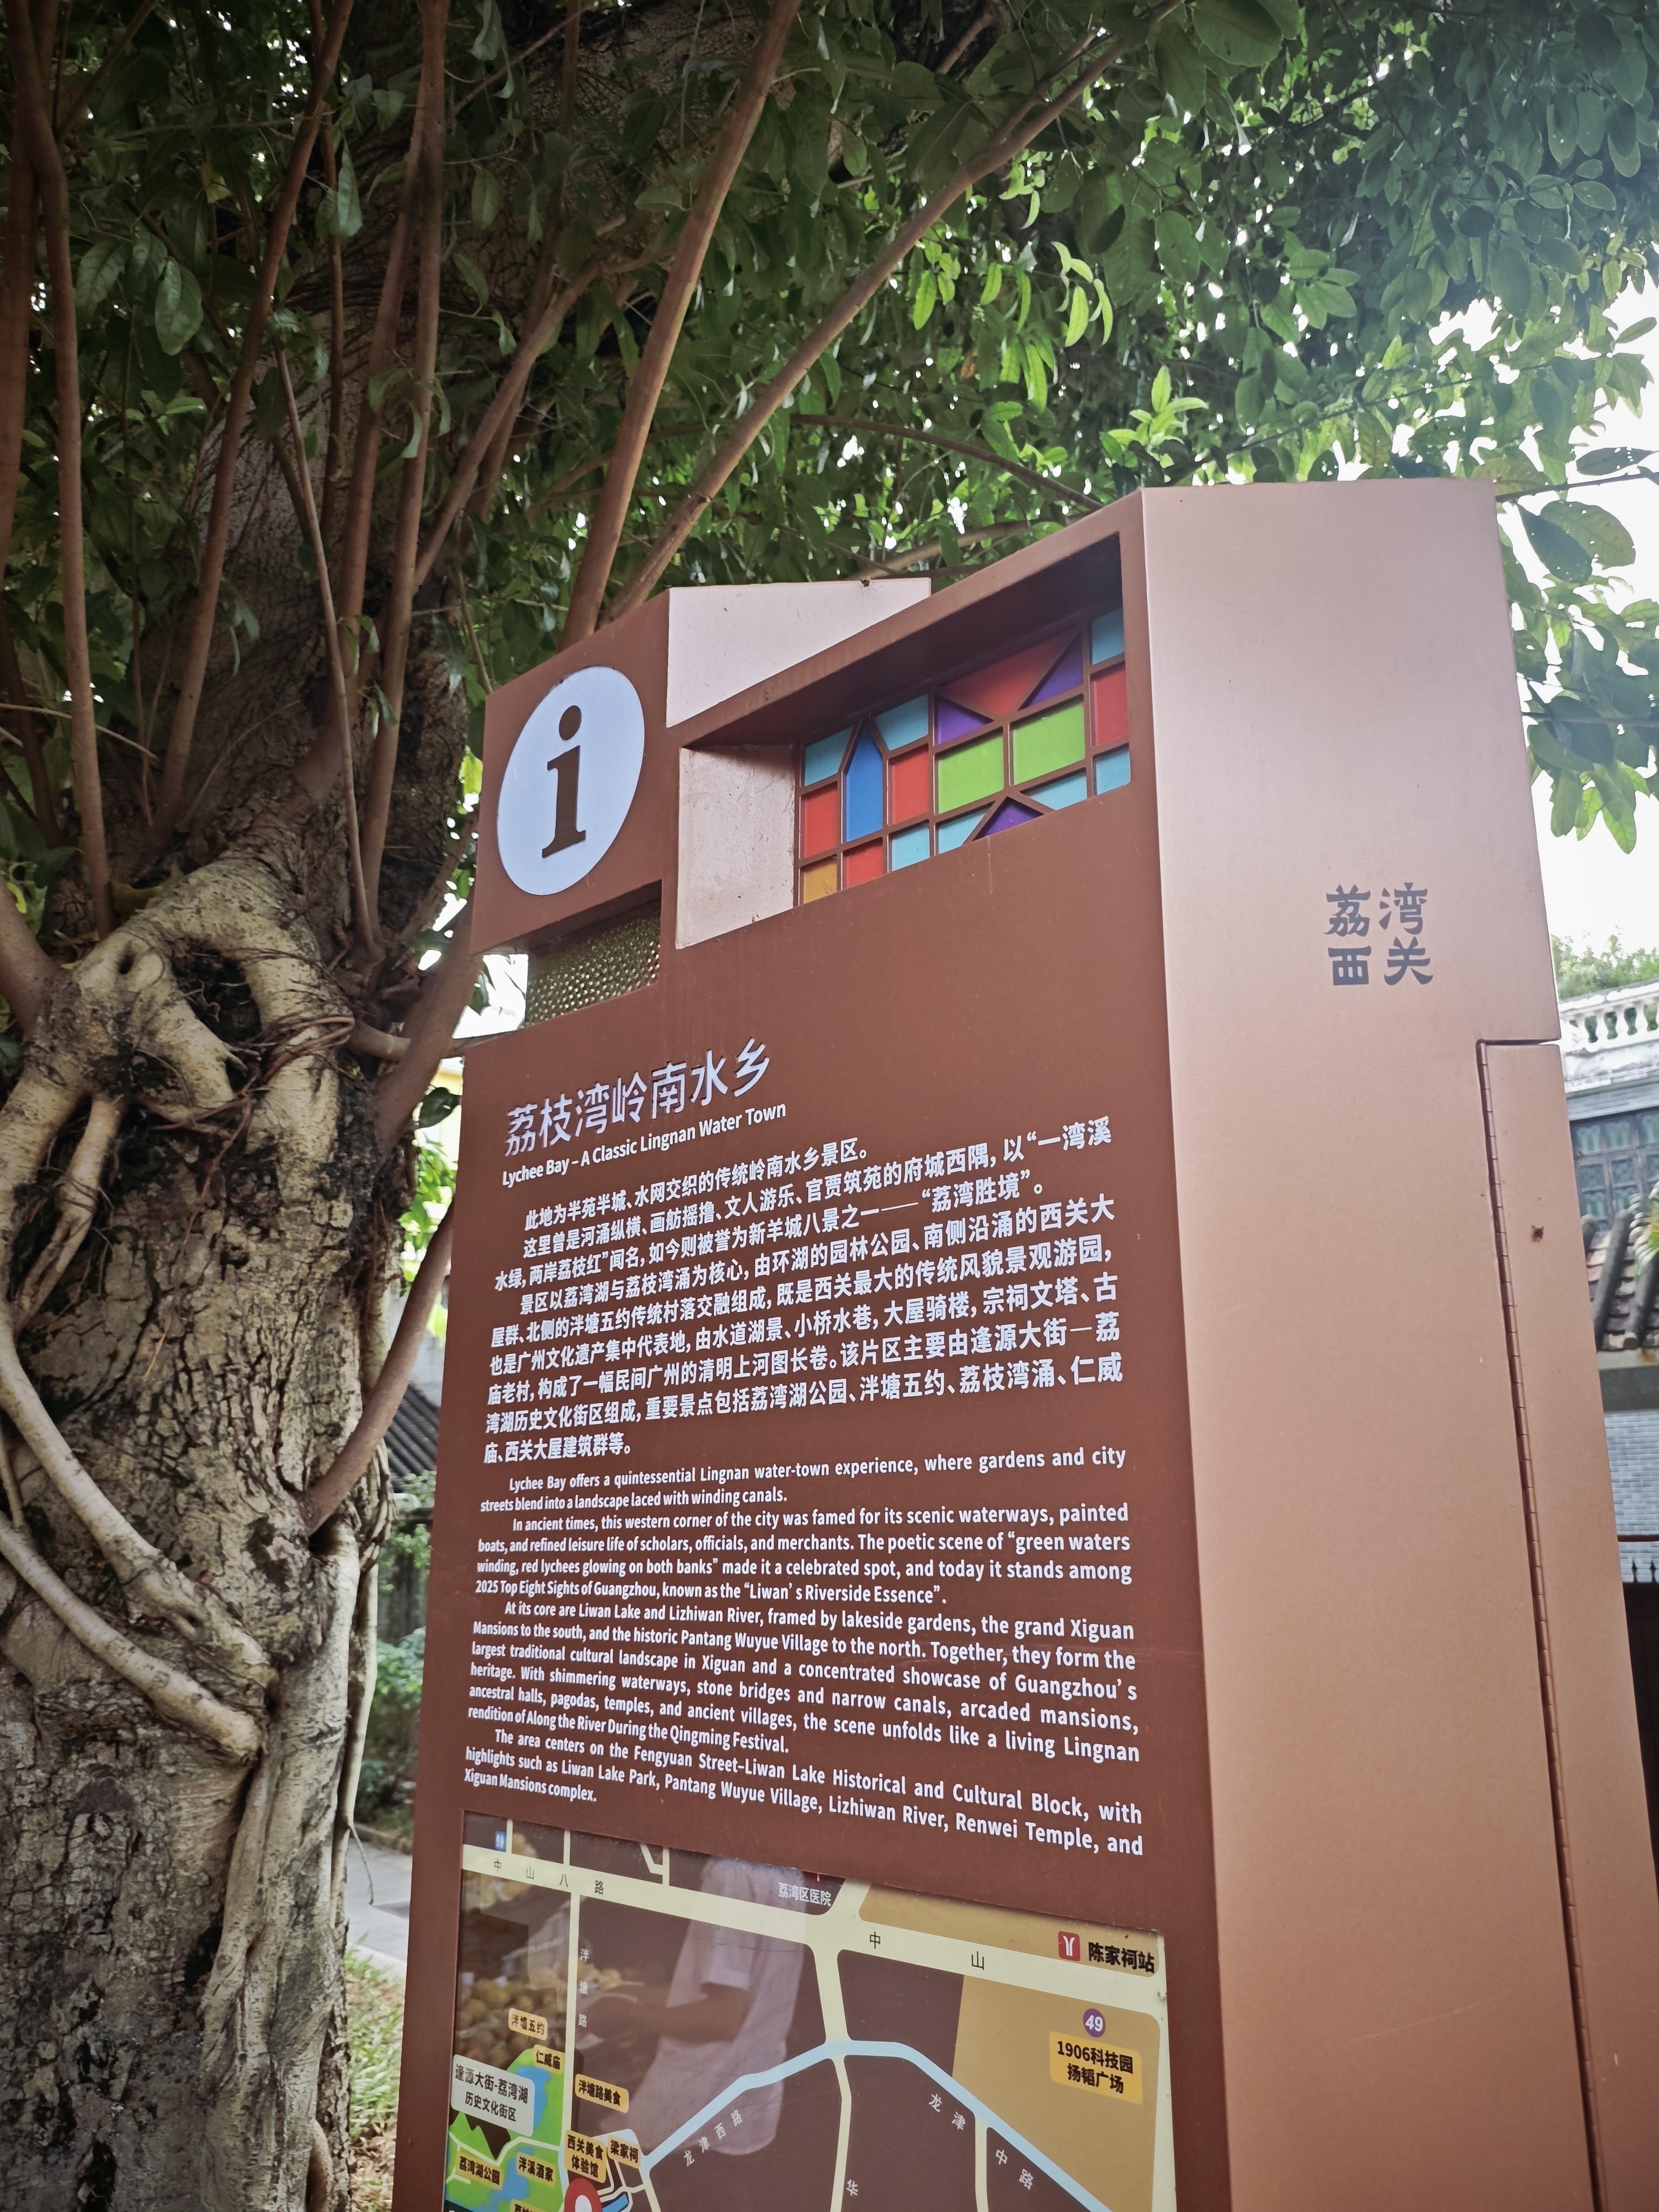 i
荔湾
西关
荔枝湾岭南水乡
Lychee Bay – A Classic Lingnan Water Town
此地为半苑半城、水网交织的传统岭南水乡景区。
这里曾是河涌纵横、画舫摇撸、文人游乐、官贾筑苑的府城西隅，以“一湾溪
水绿，两岸荔枝红”闻名，如今则被誉为新羊城八景之一——“荔湾胜境”。
景区以荔湾湖与荔枝湾涌为核心，由环湖的园林公园、南侧沿涌的西关大
屋群、北侧的泮塘五约传统村落交融组成，既是西关最大的传统风貌景观游园，
也是广州文化遗产集中代表地，由水道湖景、小桥水巷，大屋骑楼，宗祠文塔、古
庙老村，构成了一幅民间广州的清明上河图长卷。该片区主要由逢源大街—荔
湾湖历史文化街区组成，重要景点包括荔湾湖公园、泮塘五约、荔枝湾涌、仁威
庙、西关大屋建筑群等。
Lychee Bay offers a quintessential Lingnan water-town experience, where gardens and city
streets blend into a landscape laced with winding canals.
In ancient times, this western corner of the city was famed for its scenic waterways, painted
boats, and refined leisure life of scholars, officials, and merchants. The poetic scene of “green waters
winding, red lychees glowing on both banks” made it a celebrated spot, and today it stands among
2025 Top Eight Sights of Guangzhou, known as the “Liwan’s Riverside Essence”.
At its core are Liwan Lake and Lizhiwan River, framed by lakeside gardens, the grand Xiguan
Mansions to the south, and the historic Pantang Wuyue Village to the north. Together, they form the
largest traditional cultural landscape in Xiguan and a concentrated showcase of Guangzhou’s
heritage. With shimmering waterways, stone bridges and narrow canals, arcaded mansions,
ancestral halls, pagodas, temples, and ancient villages, the scene unfolds like a living Lingnan
rendition of Along the River During the Qingming Festival.
The area centers on the Fengyuan Street–Liwan Lake Historical and Cultural Block, with
highlights such as Liwan Lake Park, Pantang Wuyue Village, Lizhiwan River, Renwei Temple, and
Xiguan Mansions complex.
中山八路
荔湾区医院
中山
陈家祠站
泮塘路
49
1906科技园
扬韬广场
泮塘五约
仁威庙
逢源大街-荔湾湖
历史文化街区
泮塘路美食
龙津西路
龙津中路
西关美食
体验馆
梁家祠
荔湾湖公园
泮溪酒家
华